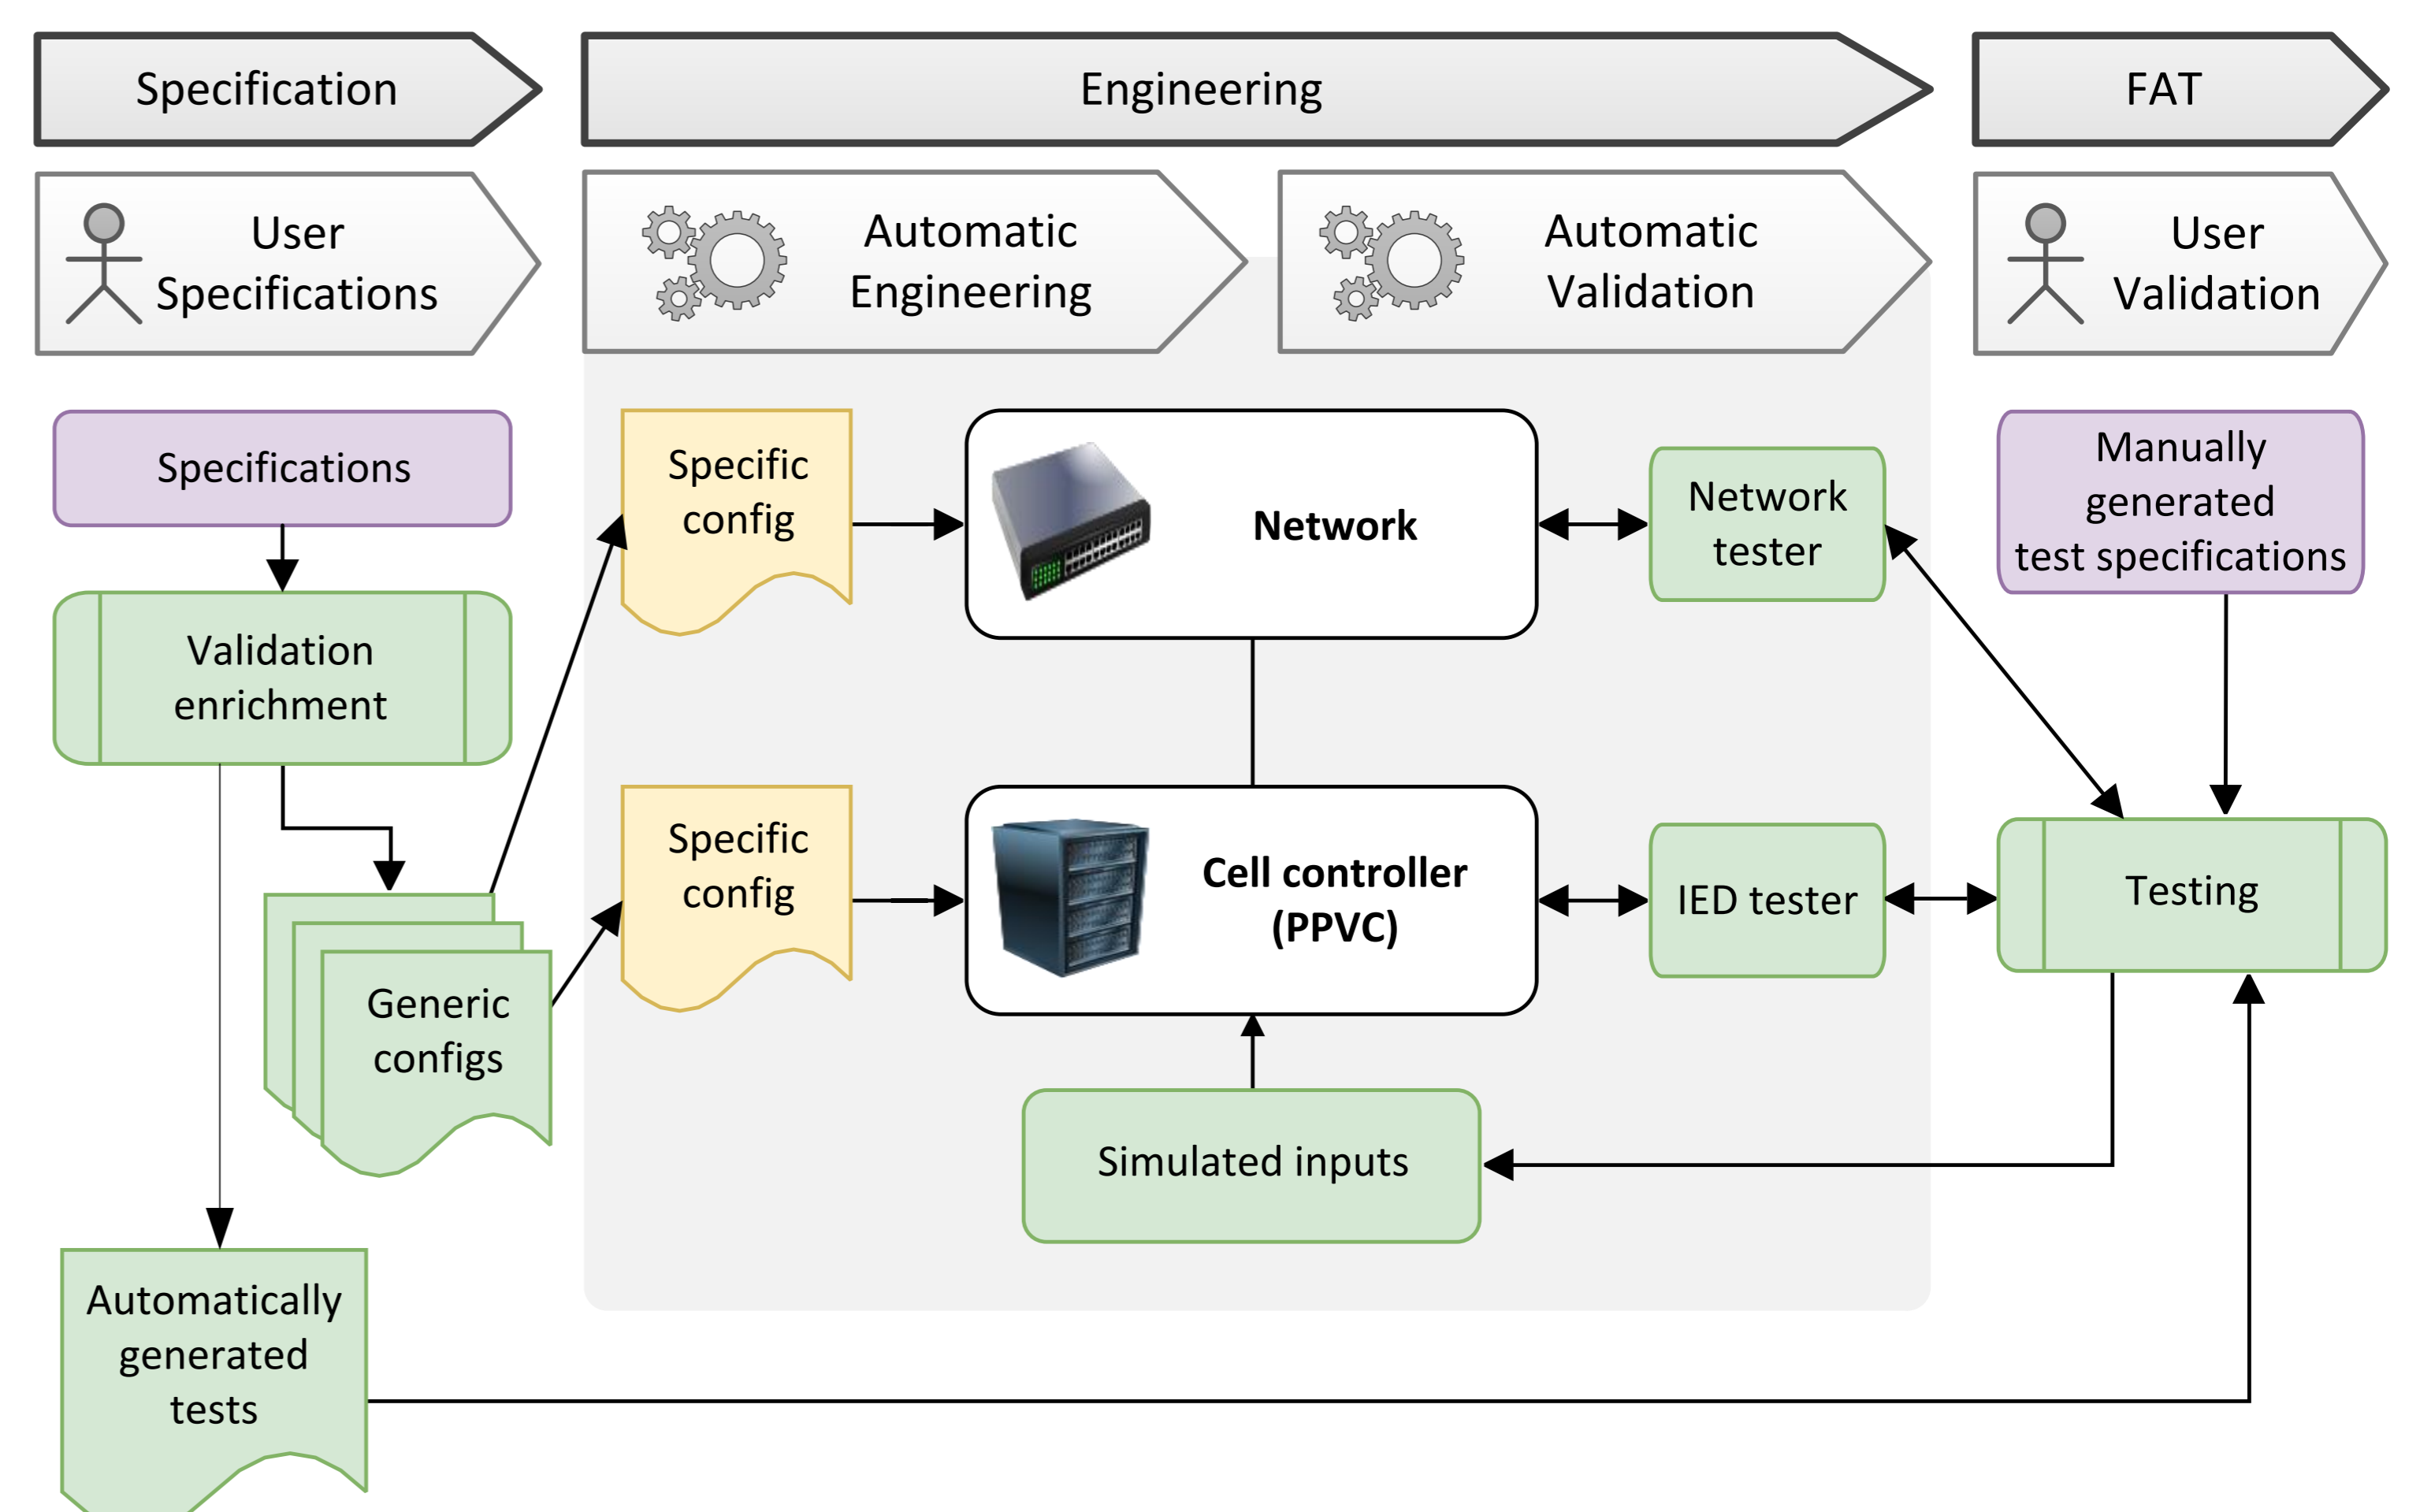 Specification
Engineering
FAT
User
Specifications
Automatic
Engineering
Automatic
Validation
User
Validation
Specifications
Validation
enrichment
Generic
configs
Automatically
generated
tests
Specific
config
Network
Network
tester
Specific
config
Cell controller
(PPVC)
IED tester
Simulated inputs
Manually
generated
test specifications
Testing